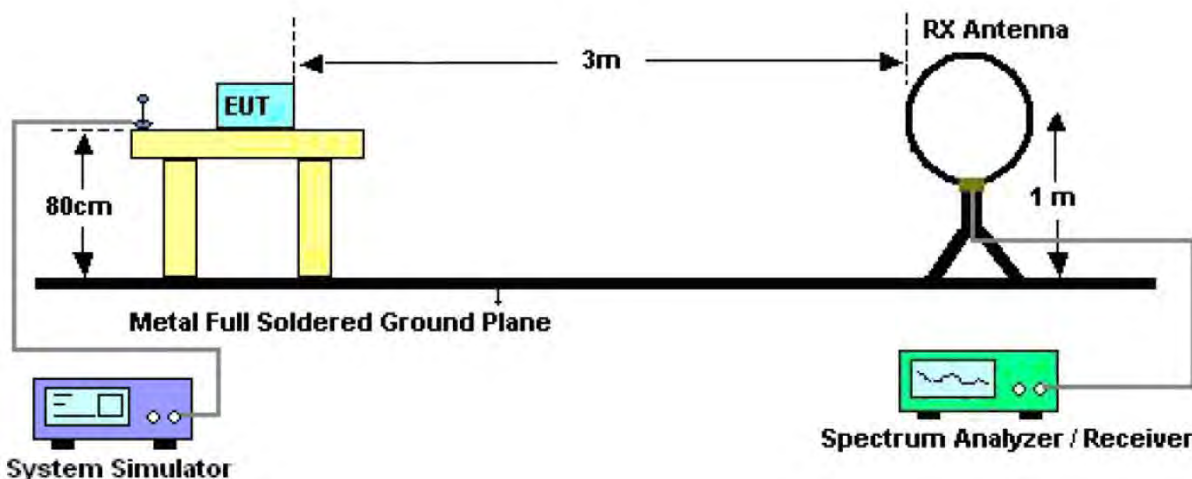 RX Antenna
3m
EUT
80cm
1 m
Metal Full Soldered Ground Plane
Spectrum Analyzer / Receiver
System Simulator